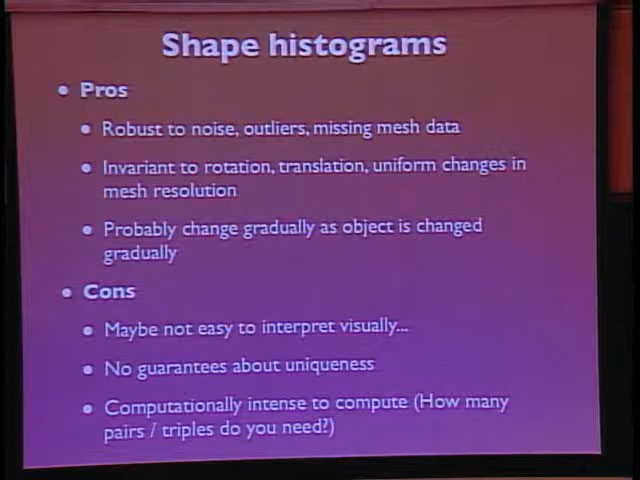 Shape histograms
• Pros
• Robust to noise, outliers, missing mesh data
• Invariant to rotation, translation, uniform changes in
mesh resolution
• Probably change gradually as object is changed
gradually
• Cons
• Maybe not easy to interpret visually...
• No guarantees about uniqueness
• Computationally intense to compute (How many
pairs / triples do you need?)